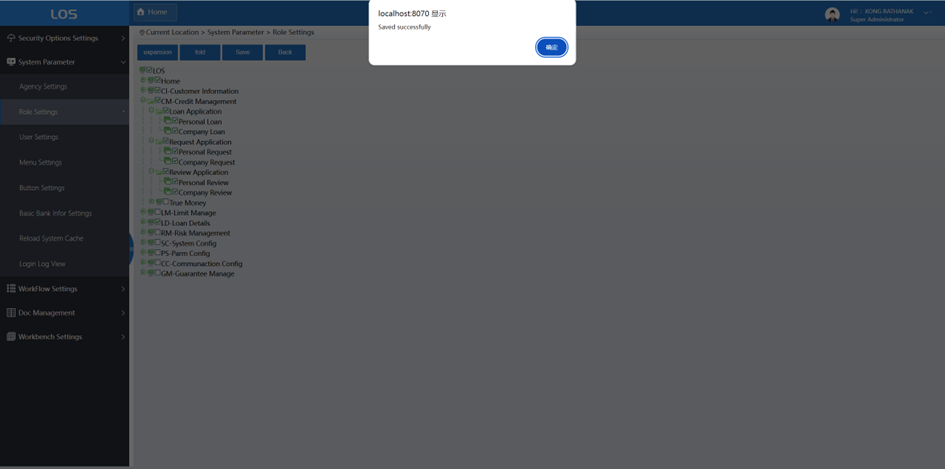 LOS
Home
HI： KONG RATHANAK
Super Administrator
localhost:8070 显示
Saved successfully
确定
Security Options Settings
System Parameter
Agency Settings
Role Settings
User Settings
Menu Settings
Button Settings
Basic Rank Infor Settings
Reload System Cache
Login Log View
WorkFlow Settings
Doc Management
Workbench Settings
Current Location > System Parameter > Role Settings
expansion fold Save Back
LOS
Home
CI-Customer Information
CM-Credit Management
Loan Application
Personal Loan
Company Loan
Request Application
Personal Request
Company Request
Review Application
Personal Review
Company Review
True Money
LM-Limit Manage
LD-Loan Details
RM-Risk Management
SC-System Config
PS-Parm Config
CC-Communaction Config
GM-Guarantee Manage